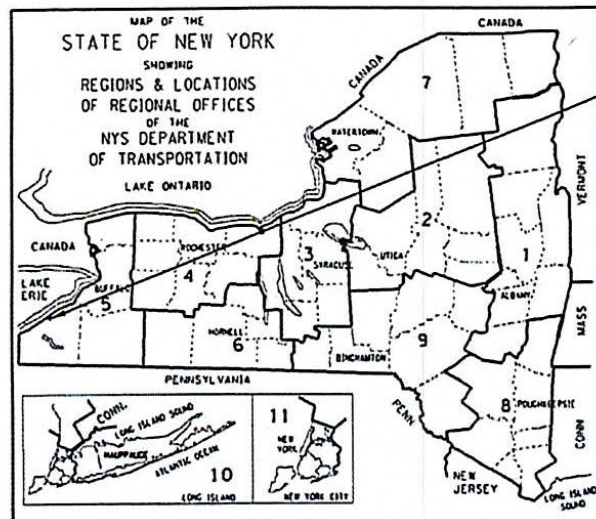 MAP OF THE
STATE OF NEW YORK
SHOWING
REGIONS & LOCATIONS
OF REGIONAL OFFICES
OF THE
NYS DEPARTMENT
OF TRANSPORTATION
LAKE ONTARIO
CANADA
CANADA
7
WATERTOWN
VERMONT
CANADA
LAKE
ERIE
BUFFALO
5
ROCHESTER
4
3
SYRACUSE
UTICA
2
1
ALBANY
MASS
HORNELL
6
BINGHAMTON
9
PENNSYLVANIA
PENN
8
POUGHKEEPSIE
CONN
NEW
JERSEY
LONG ISLAND
SOUND
CONN.
LONG ISLAND SOUND
HAUPPAUGE
ATLANTIC OCEAN
10
LONG ISLAND
11
NEW
YORK
NEW YORK CITY